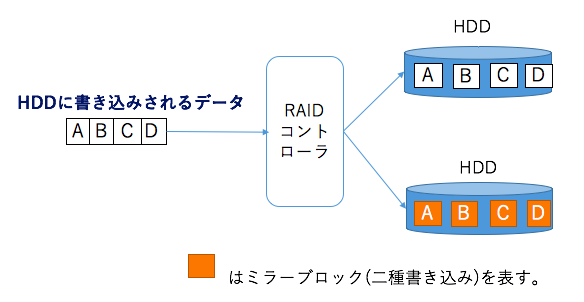 HDD
A B C D
HDDに書き込みされるデータ
A B C D
RAID
コント
ローラ
HDD
A B C D
はミラーブロック(二種書き込み)を表す。